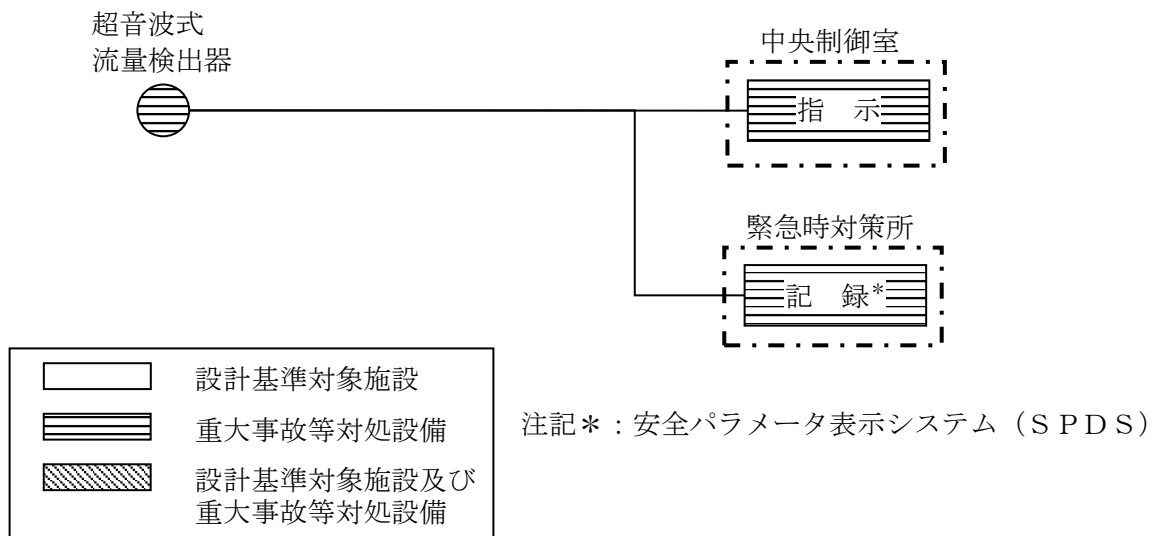 超音波式
流量検出器
中央制御室
指　示
緊急時対策所
記　録*
設計基準対象施設
重大事故等対処設備
設計基準対象施設及び
重大事故等対処設備
注記＊：安全パラメータ表示システム（ＳＰＤＳ）